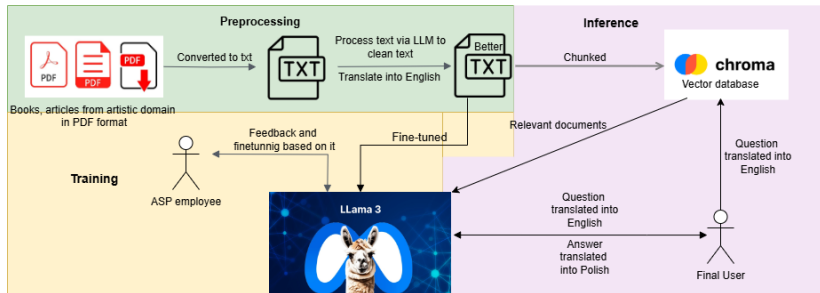 Preprocessing
Inference
PDF
PDF
PDF
Converted to txt
TXT
Process text via LLM to
clean text
Translate into English
Better
TXT
Chunked
chroma
Vector database
Books, articles from artistic domain
in PDF format
Training
ASP employee
Feedback and
finetunnig based on it
Fine-tuned
Relevant documents
Question
translated into
English
LLama 3
Question
translated into
English
Answer
translated
into Polish
Final User